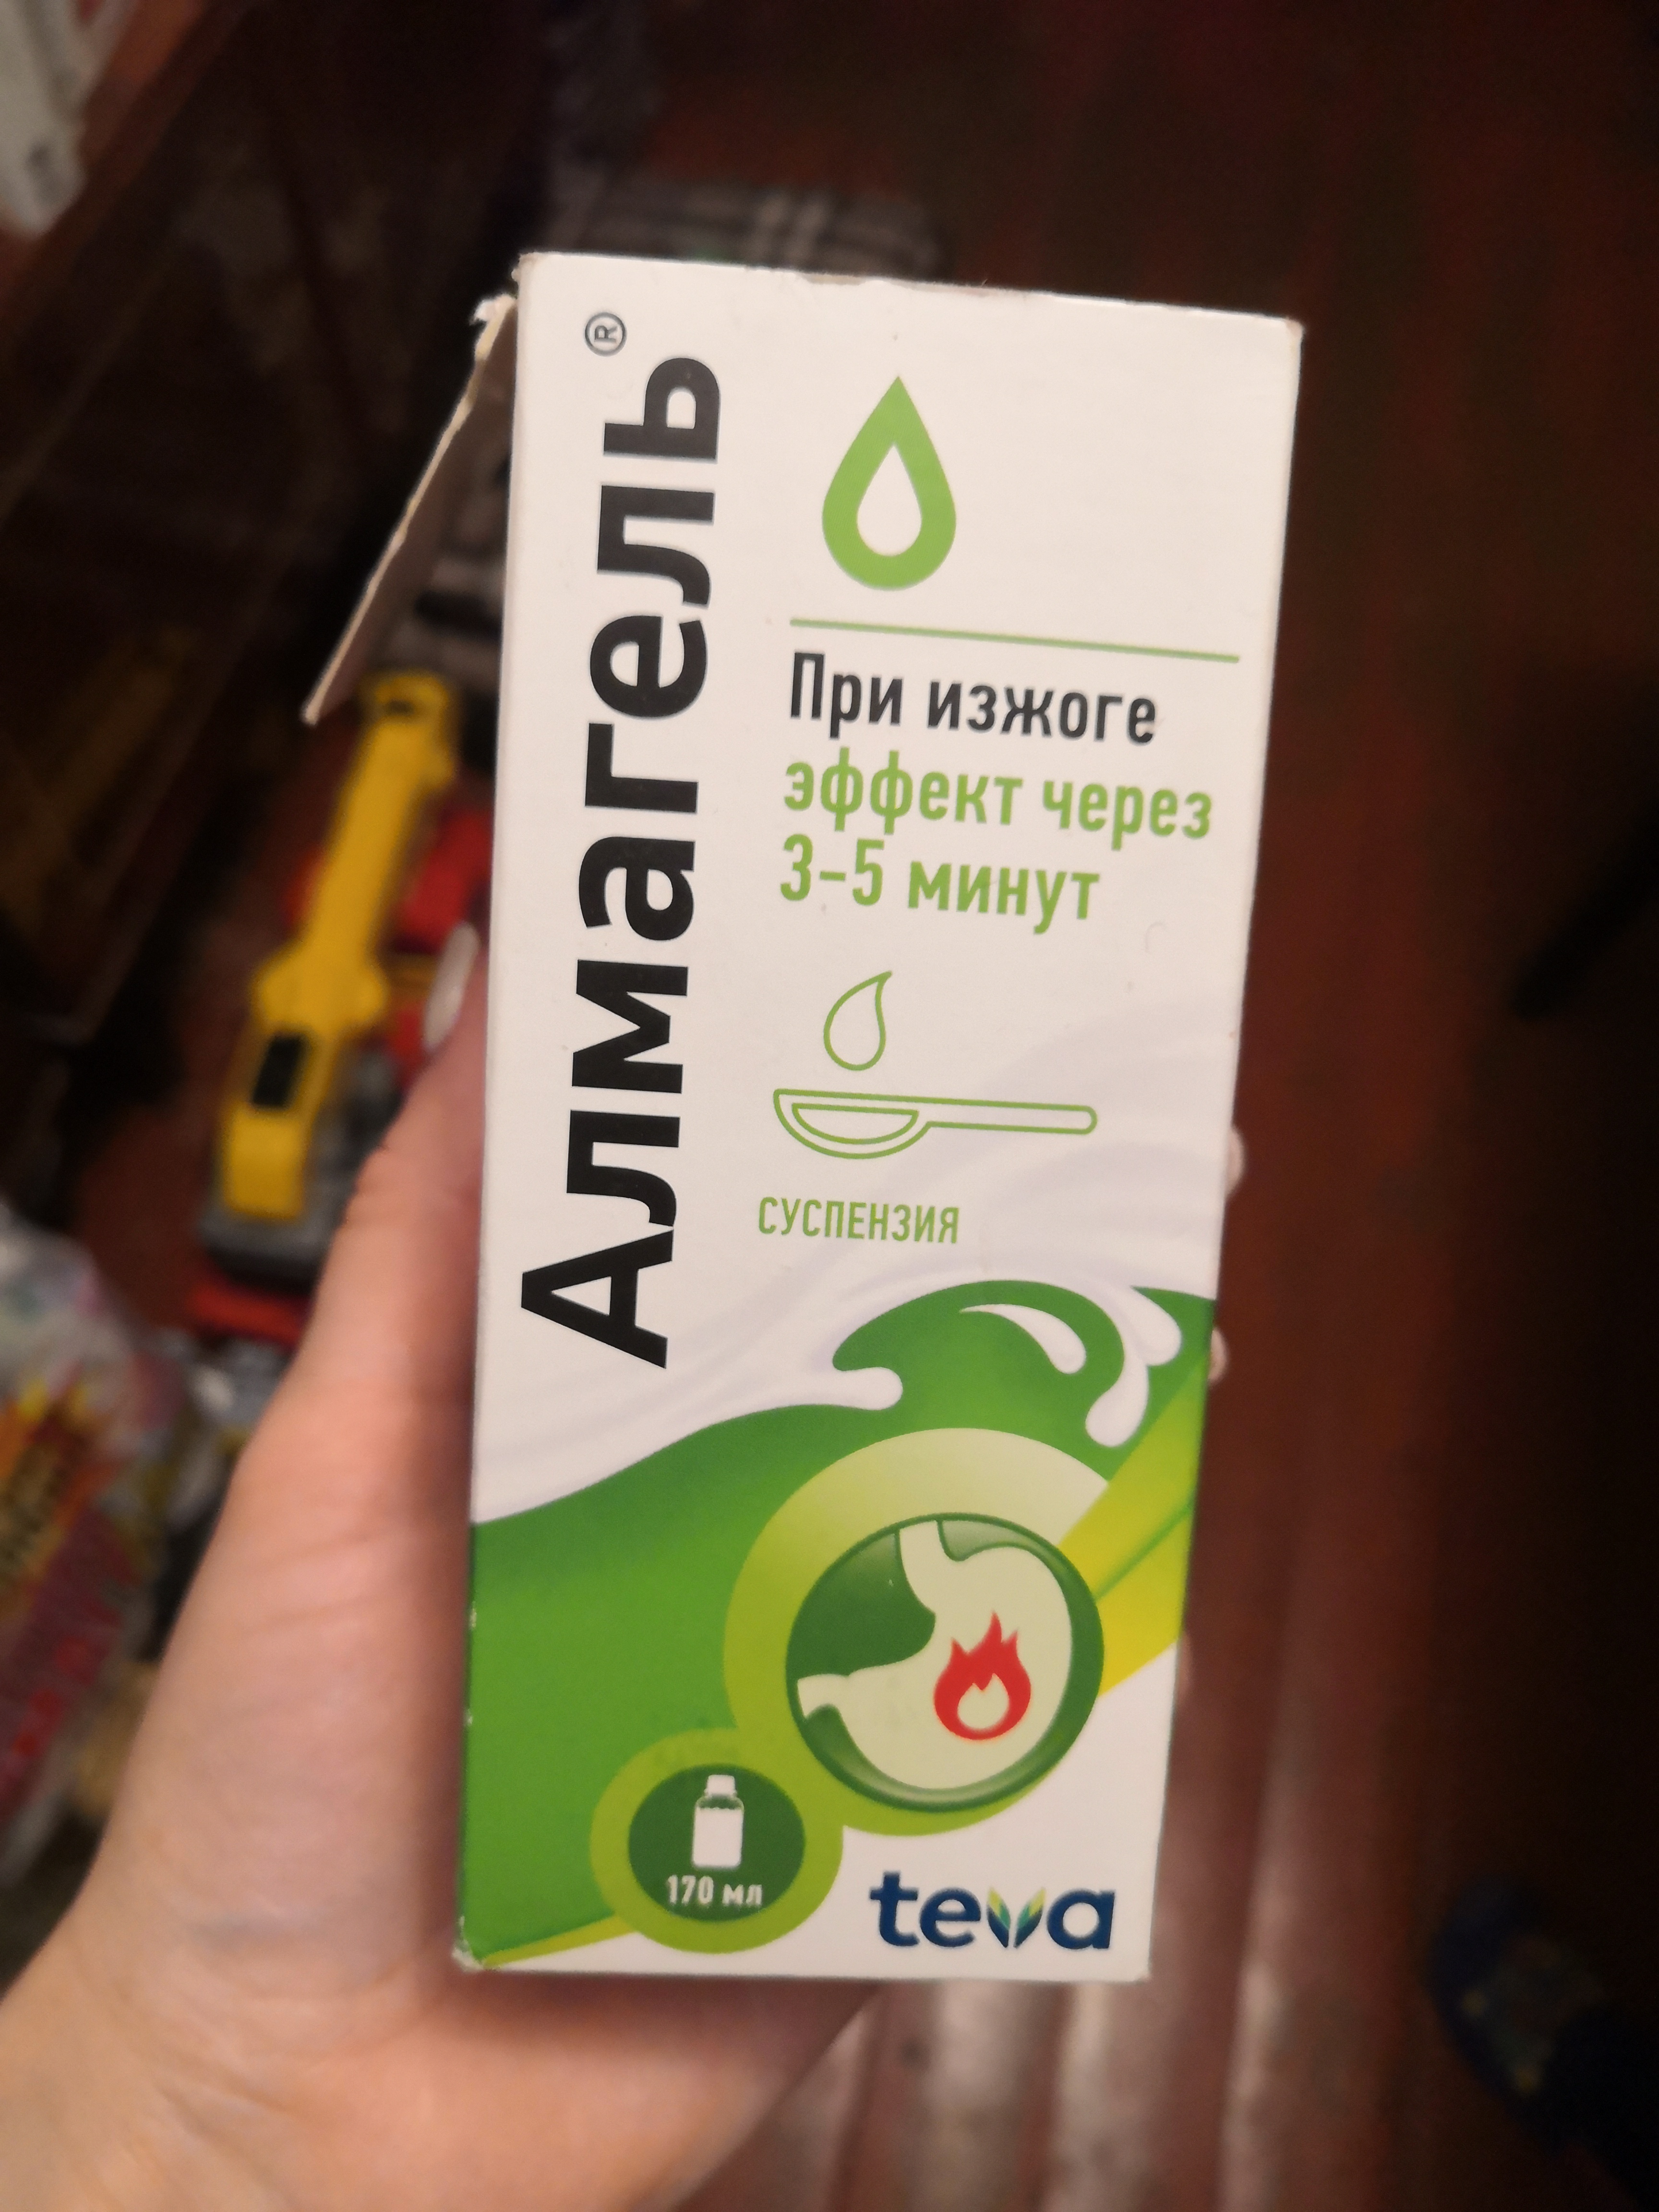 Алмагель®
При изжоге
эффект через
3-5 минут
СУСПЕНЗИЯ
170 мл
teva